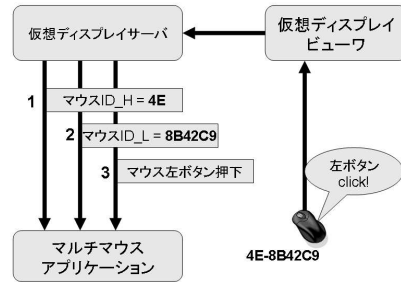 仮想ディスプレイサーバ
仮想ディスプレイ
ビューワ
1 マウスID_H = 4E
2 マウスID_L = 8B42C9
3 マウス左ボタン押下
左ボタン
click!
マルチマウス
アプリケーション
4E-8B42C9